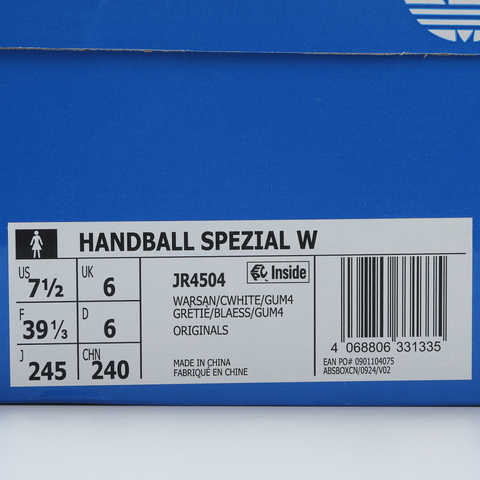 HANDBALL SPEZIAL W
US 7½ UK 6
F 39⅓ D 6
J 245 CHN 240
JR4504 Inside
WARSAN/CWHITE/GUM4
GRETIE/BLAESS/GUM4
ORIGINALS
MADE IN CHINA
FABRIQUÉ EN CHINE
4 068806 331335
EAN PO# 0901104075
ABSBOXCN/0924/V02